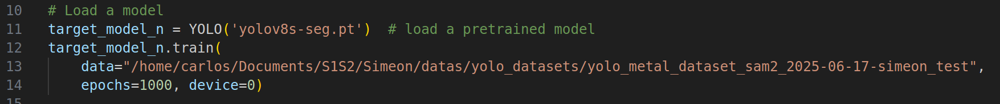 10 # Load a model
11 target_model_n = YOLO('yolov8s-seg.pt')  # load a pretrained model
12 target_model_n.train(
13     data="/home/carlos/Documents/S1S2/Simeon/datas/yolo_datasets/yolo_metal_dataset_sam2_2025-06-17-simeon_test",
14     epochs=1000, device=0)
15